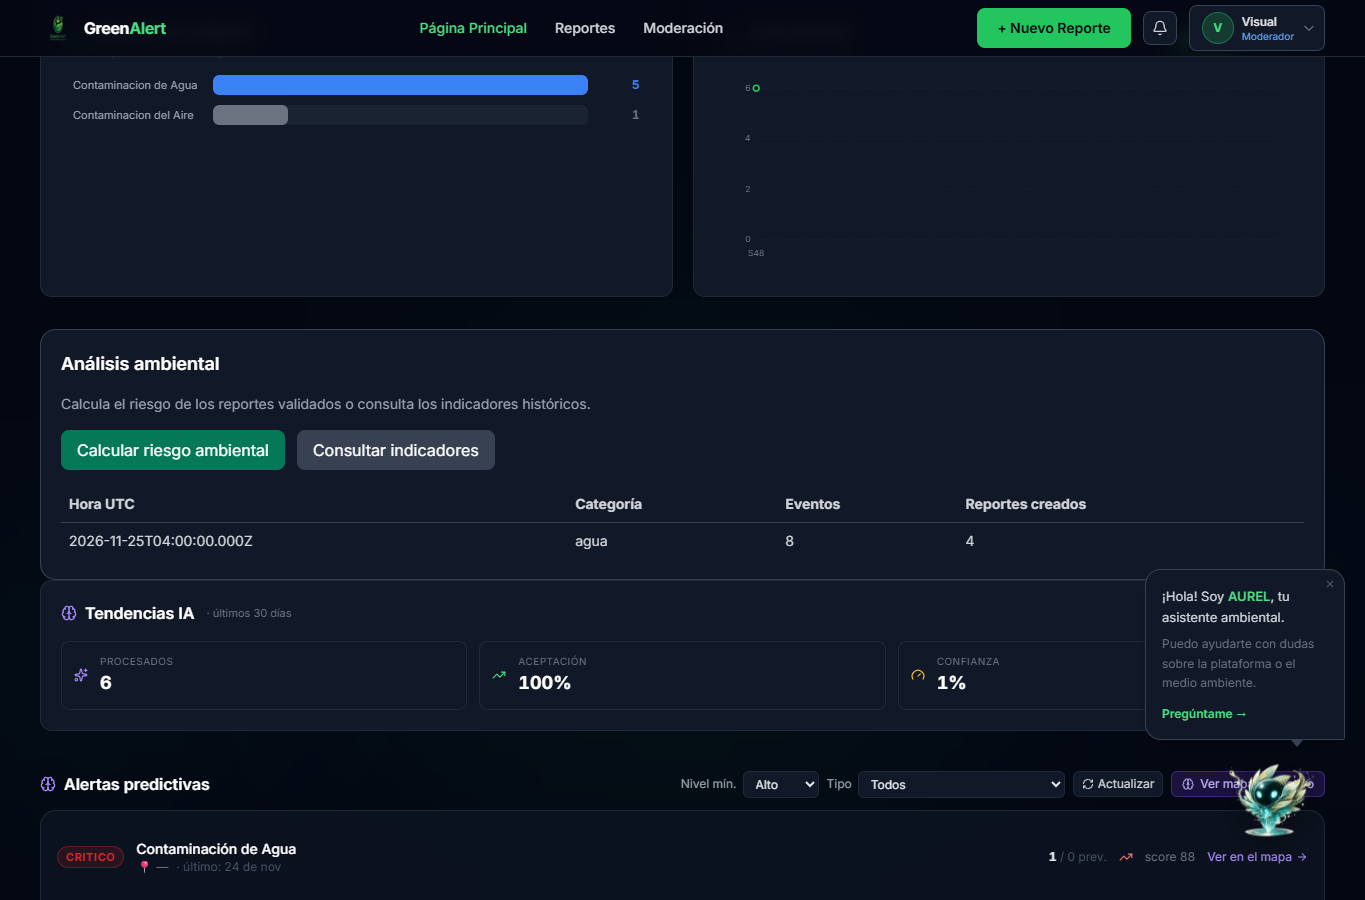 GreenAlert
Página Principal
Reportes
Moderación
+ Nuevo Reporte
V
Visual
Moderador
Contaminacion de Agua
5
Contaminacion del Aire
1
6
4
2
0
S48
Análisis ambiental
Calcula el riesgo de los reportes validados o consulta los indicadores históricos.
Calcular riesgo ambiental
Consultar indicadores
Hora UTC Categoría Eventos Reportes creados
2026-11-25T04:00:00.000Z agua 8 4
Tendencias IA · últimos 30 días
PROCESADOS
6
ACEPTACIÓN
100%
CONFIANZA
1%
¡Hola! Soy AUREL, tu
asistente ambiental.
Puedo ayudarte con dudas
sobre la plataforma o el
medio ambiente.
Pregúntame →
Alertas predictivas
Nivel mín. Alto Tipo Todos Actualizar Ver map
CRITICO
Contaminación de Agua
— · último: 24 de nov
1 / 0 prev. score 88 Ver en el mapa →